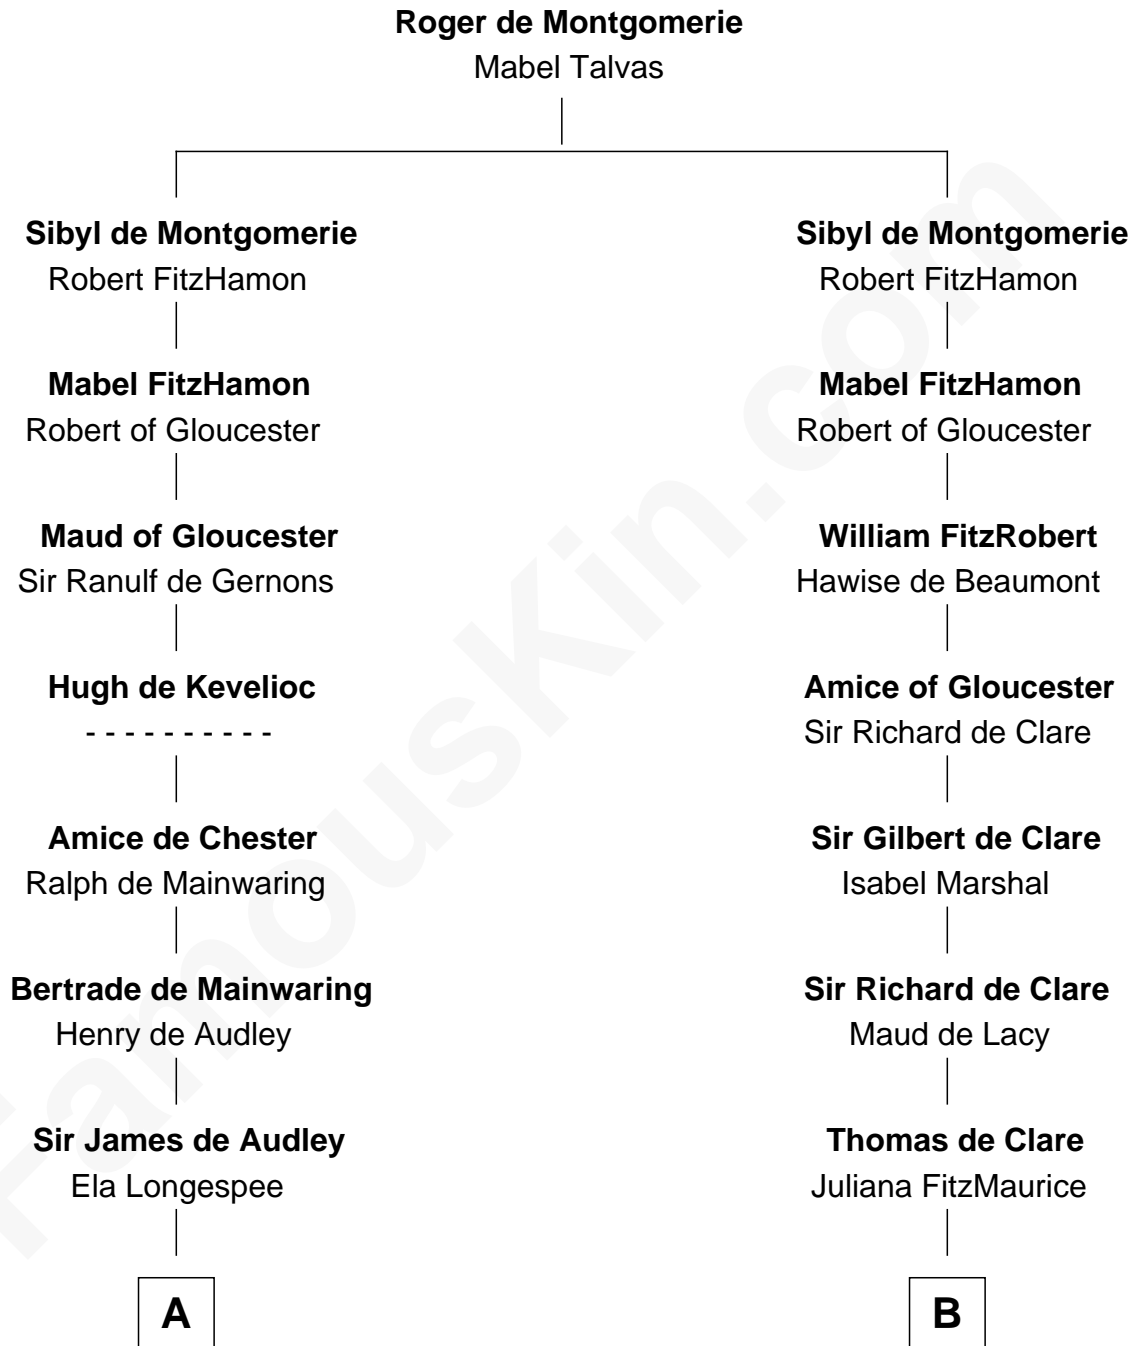 Roger de Montgomerie
Mabel Talvas
Sibyl de Montgomerie
Robert FitzHamon
Mabel FitzHamon
Robert of Gloucester
Maud of Gloucester
Sir Ranulf de Gernons
Hugh de Kevelioc
- - - - - - - - - -
Amice de Chester
Ralph de Mainwaring
Bertrade de Mainwaring
Henry de Audley
Sir James de Audley
Ela Longespee
A
Sibyl de Montgomerie
Robert FitzHamon
Mabel FitzHamon
Robert of Gloucester
William FitzRobert
Hawise de Beaumont
Amice of Gloucester
Sir Richard de Clare
Sir Gilbert de Clare
Isabel Marshal
Sir Richard de Clare
Maud de Lacy
Thomas de Clare
Juliana FitzMaurice
B
FamousKin.com